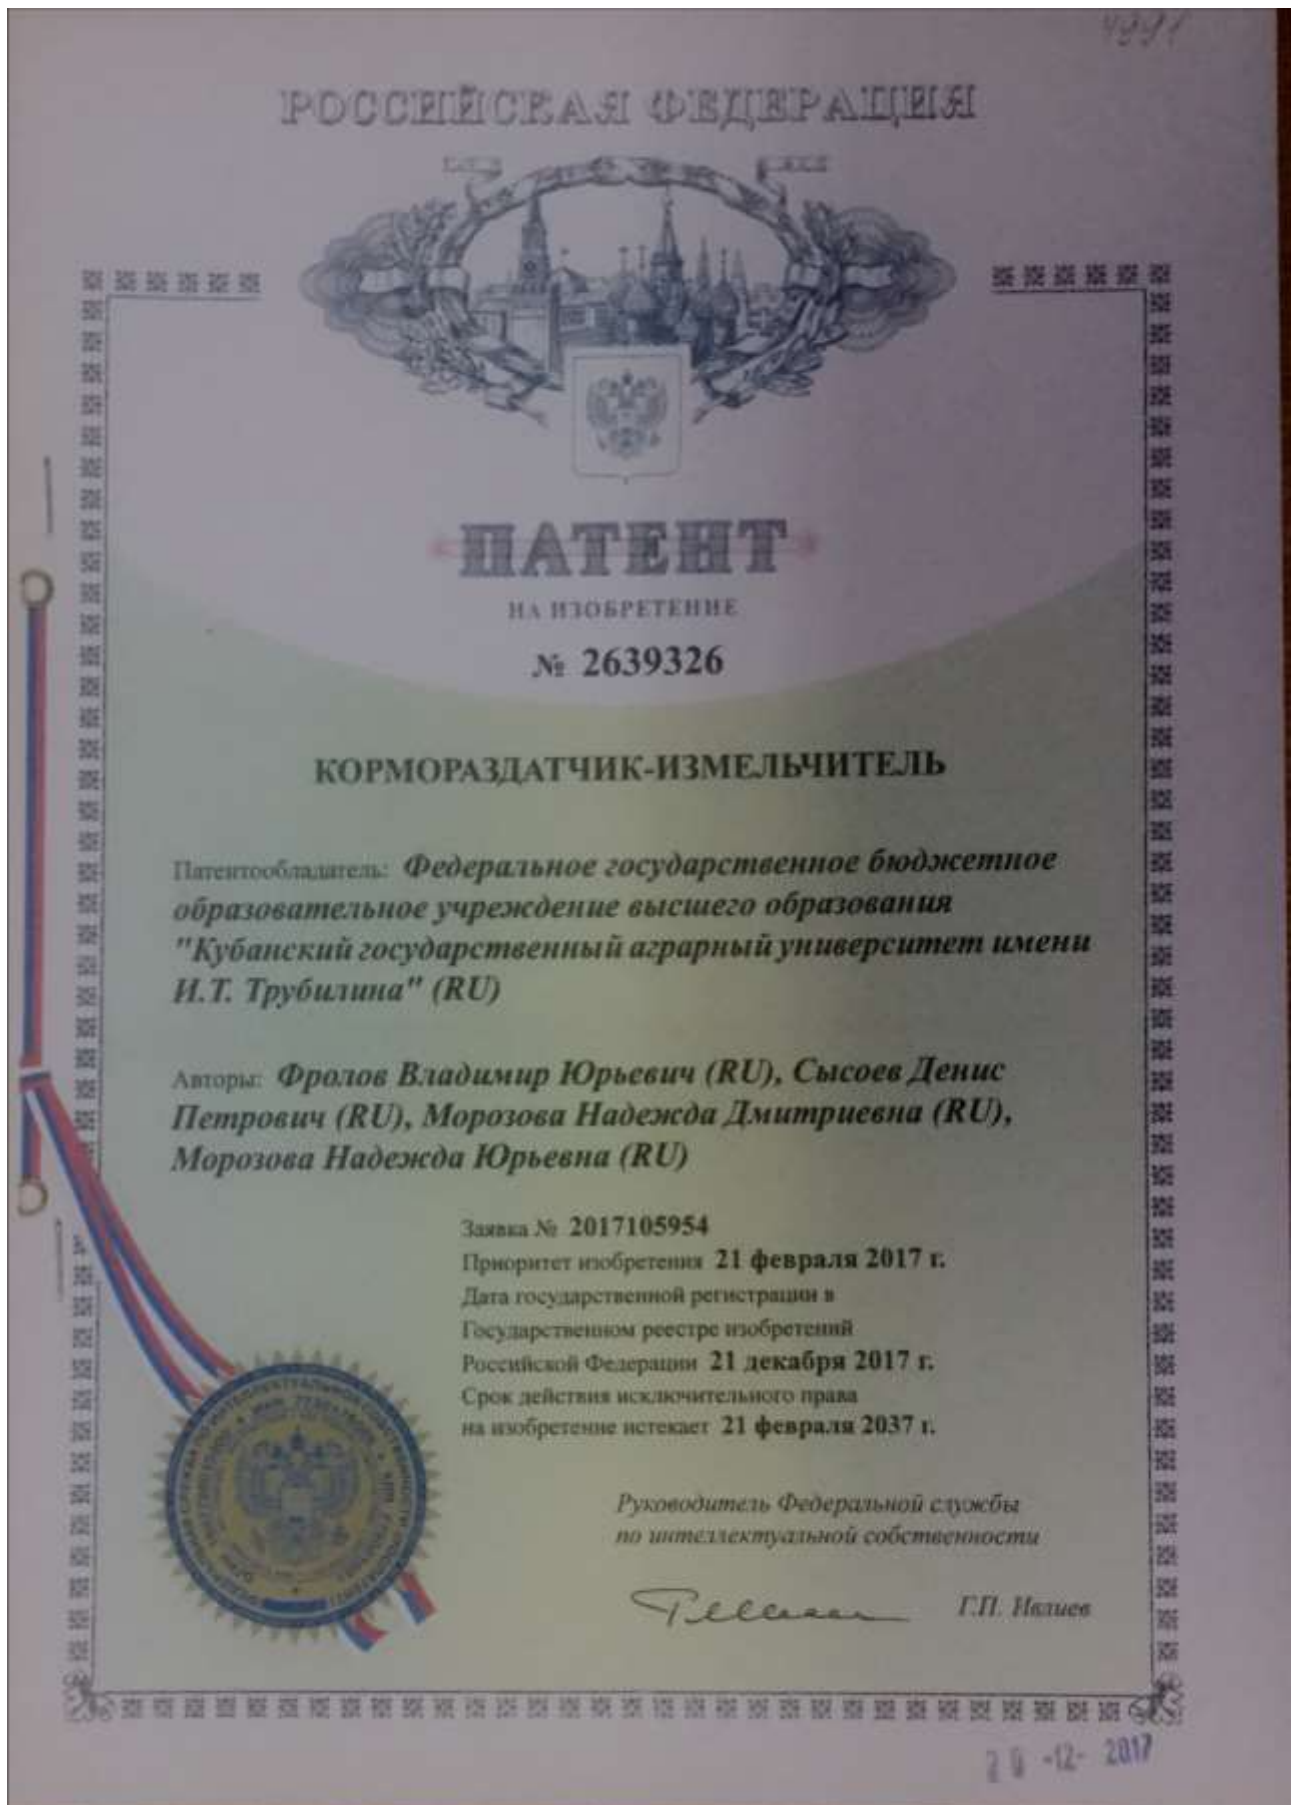 4991
РОССИЙСКАЯ ФЕДЕРАЦИЯ
ПАТЕНТ
НА ИЗОБРЕТЕНИЕ
№ 2639326
КОРМОРАЗДАТЧИК-ИЗМЕЛЬЧИТЕЛЬ
Патентообладатель: Федеральное государственное бюджетное
образовательное учреждение высшего образования
"Кубанский государственный аграрный университет имени
И.Т. Трубилина" (RU)
Авторы: Фролов Владимир Юрьевич (RU), Сысоев Денис
Петрович (RU), Морозова Надежда Дмитриевна (RU),
Морозова Надежда Юрьевна (RU)
Заявка № 2017105954
Приоритет изобретения 21 февраля 2017 г.
Дата государственной регистрации в
Государственном реестре изобретений
Российской Федерации 21 декабря 2017 г.
Срок действия исключительного права
на изобретение истекает 21 февраля 2037 г.
Руководитель Федеральной службы
по интеллектуальной собственности
Г.П. Ивлиев
-12- 2017